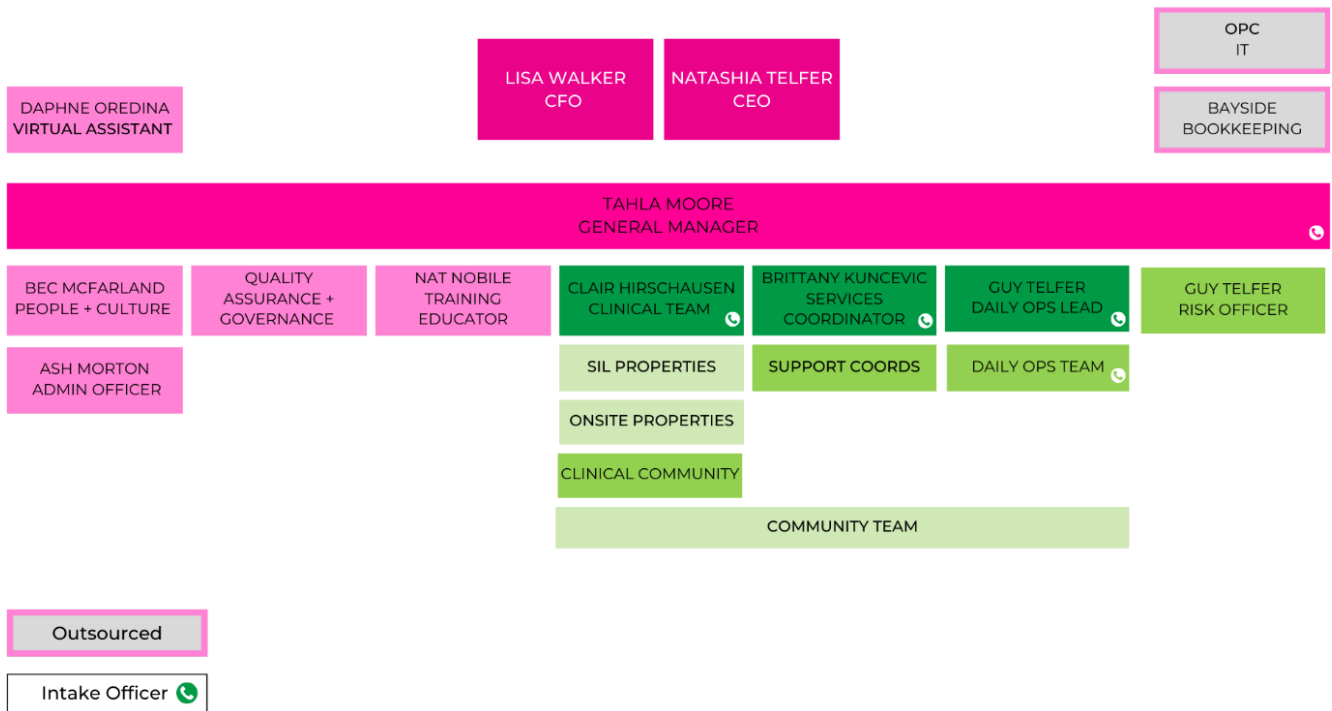 OPC
IT
LISA WALKER
CFO
NATASHIA TELFER
CEO
DAPHNE OREDINA
VIRTUAL ASSISTANT
BAYSIDE
BOOKKEEPING
TAHLA MOORE
GENERAL MANAGER
BEC MCFARLAND
PEOPLE + CULTURE
QUALITY
ASSURANCE +
GOVERNANCE
NAT NOBILE
TRAINING
EDUCATOR
CLAIR HIRSCHAUSEN
CLINICAL TEAM
BRITTANY KUNCEVIC
SERVICES
COORDINATOR
GUY TELFER
DAILY OPS LEAD
GUY TELFER
RISK OFFICER
ASH MORTON
ADMIN OFFICER
SIL PROPERTIES
SUPPORT COORDS
DAILY OPS TEAM
ONSITE PROPERTIES
CLINICAL COMMUNITY
COMMUNITY TEAM
Outsourced
Intake Officer